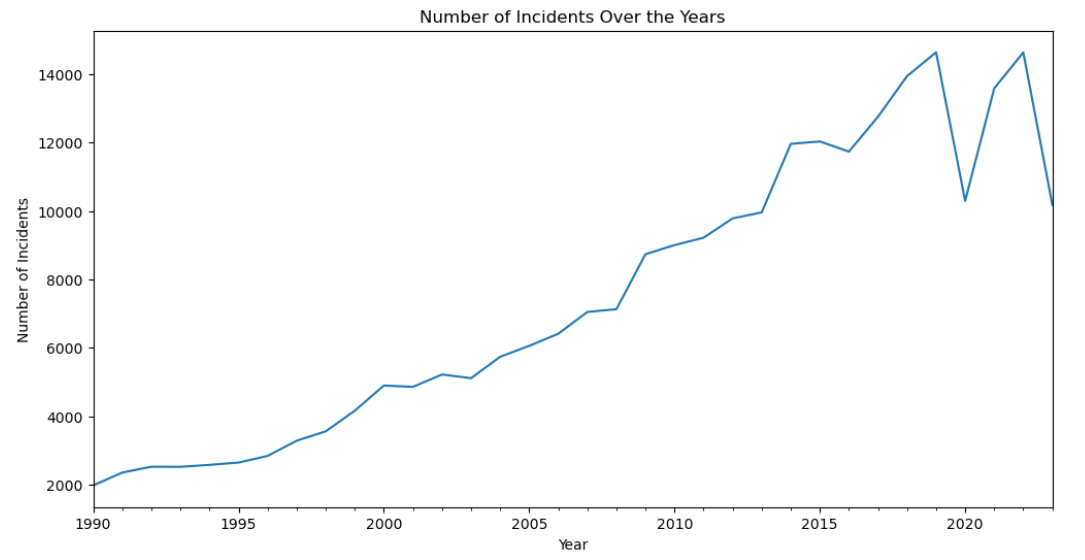 Number of Incidents Over the Years
Number of Incidents
14000
12000
10000
8000
6000
4000
2000
1990 1995 2000 2005 2010 2015 2020
Year